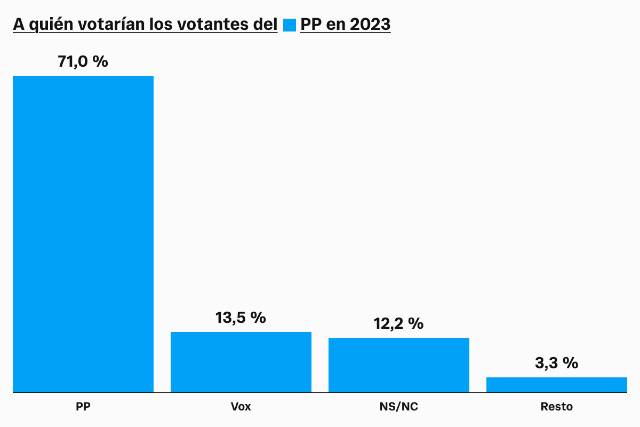 A quién votarían los votantes del PP en 2023
71,0 %
13,5 %
12,2 %
3,3 %
PP
Vox
NS/NC
Resto